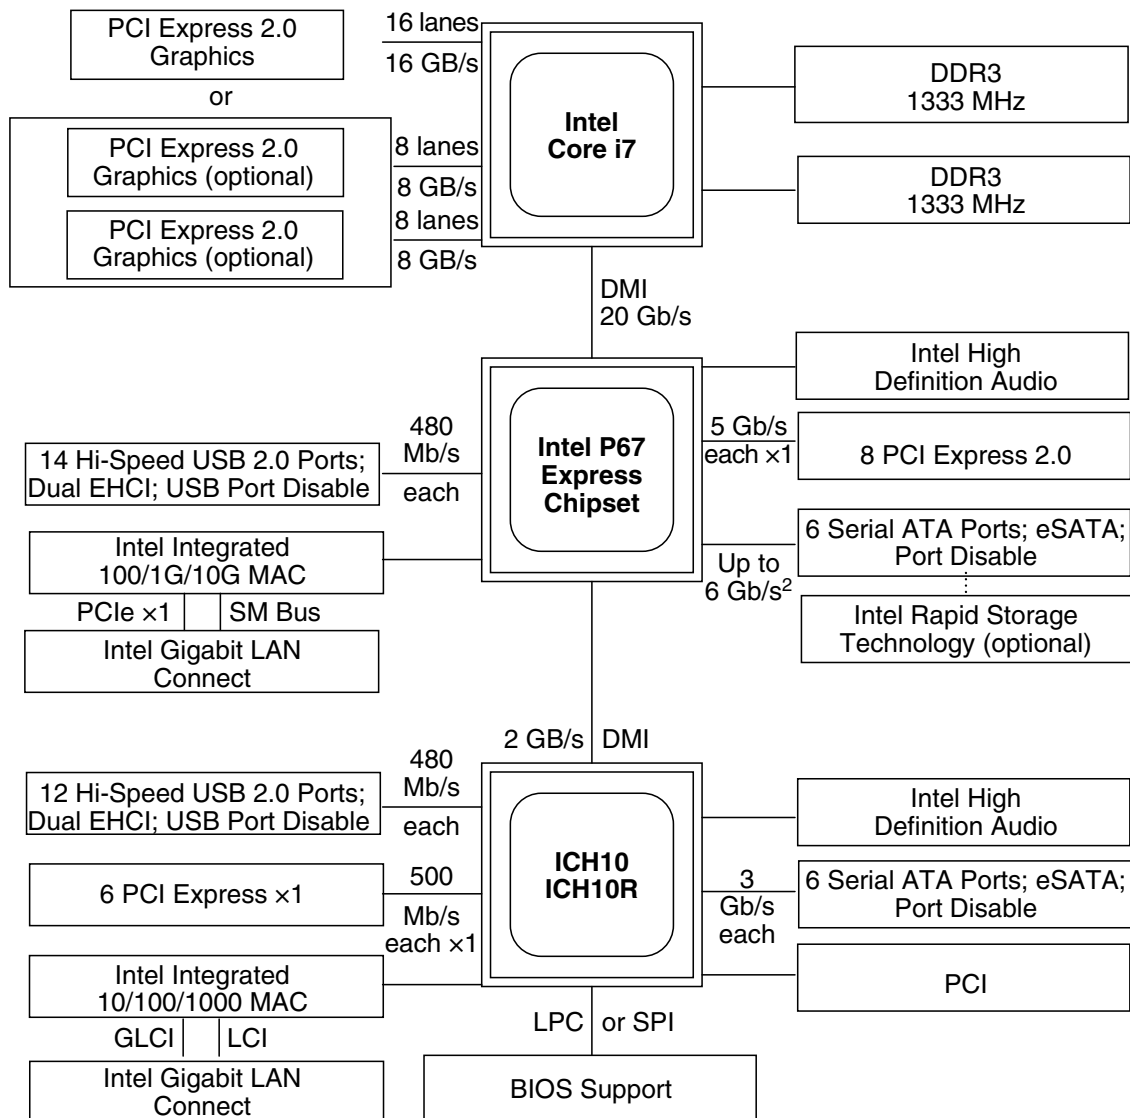 PCI Express 2.0
Graphics
16 lanes
16 GB/s
or
PCI Express 2.0
Graphics (optional)
8 lanes
8 GB/s
PCI Express 2.0
Graphics (optional)
8 lanes
8 GB/s
Intel
Core i7
DDR3
1333 MHz
DDR3
1333 MHz
DMI
20 Gb/s
Intel P67
Express
Chipset
Intel High
Definition Audio
5 Gb/s
each ×1
8 PCI Express 2.0
480
Mb/s
each
14 Hi-Speed USB 2.0 Ports;
Dual EHCI; USB Port Disable
6 Serial ATA Ports; eSATA;
Port Disable
Up to
6 Gb/s²
Intel Integrated
100/1G/10G MAC
PCIe ×1
SM Bus
Intel Gigabit LAN
Connect
Intel Rapid Storage
Technology (optional)
2 GB/s
DMI
480
Mb/s
each
12 Hi-Speed USB 2.0 Ports;
Dual EHCI; USB Port Disable
ICH10
ICH10R
Intel High
Definition Audio
6 PCI Express ×1
500
Mb/s
each ×1
3
Gb/s
each
6 Serial ATA Ports; eSATA;
Port Disable
Intel Integrated
10/100/1000 MAC
PCI
GLCI
LCI
Intel Gigabit LAN
Connect
LPC
or SPI
BIOS Support